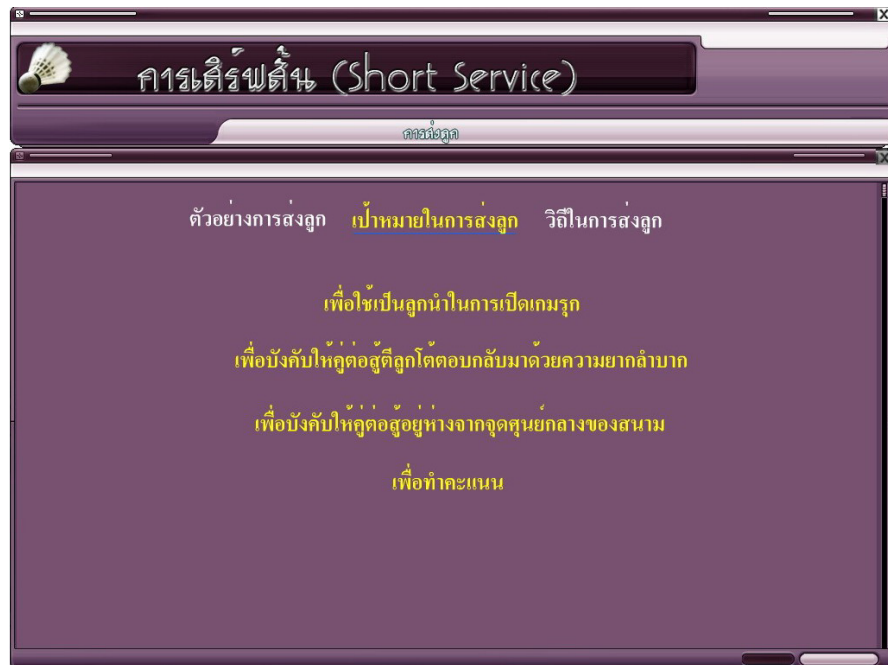 การเสิร์ฟสั้น (Short Service)
การส่งลูก
ตัวอย่างการส่งลูก เป้าหมายในการส่งลูก วิถีในการส่งลูก
เพื่อใช้เป็นลูกนำในการเปิดเกมรุก
เพื่อบังคับให้คู่ต่อสู้ตีลูกโต้ตอบกลับมาด้วยความยากลำบาก
เพื่อบังคับให้คู่ต่อสู้อยู่ห่างจากจุดศูนย์กลางของสนาม
เพื่อทำคะแนน